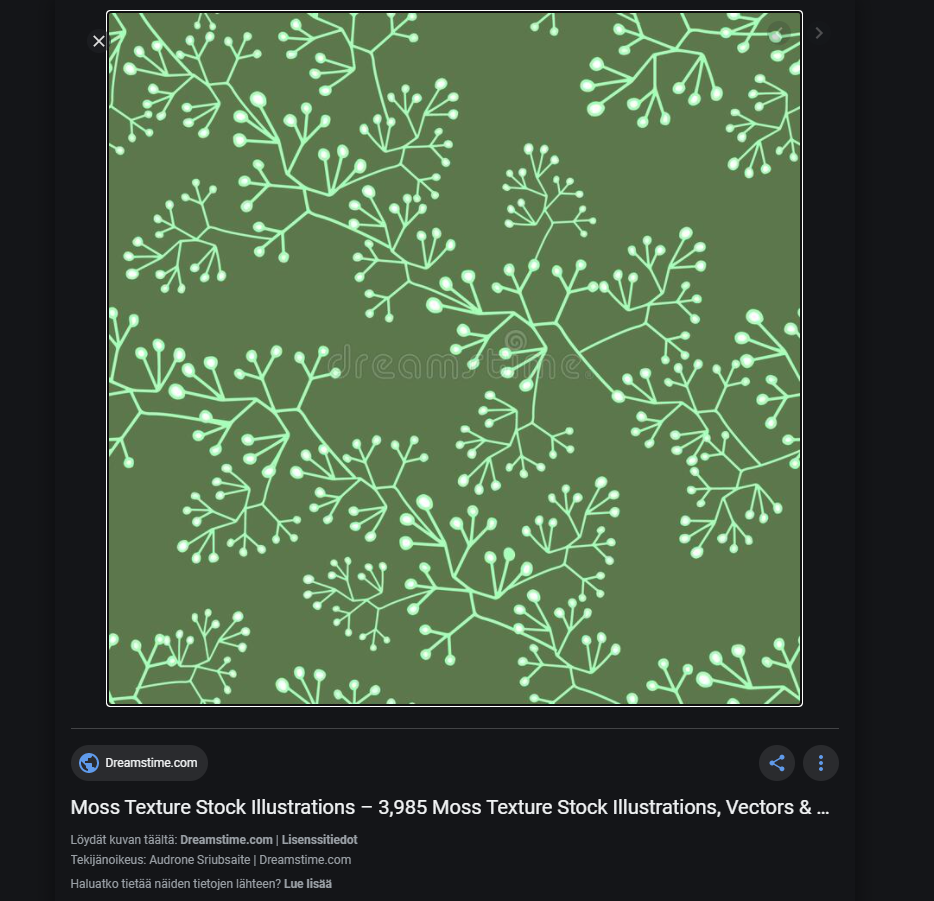 dreamstime.
Dreamstime.com
Moss Texture Stock Illustrations – 3,985 Moss Texture Stock Illustrations, Vectors & ...
Löydät kuvan täältä: Dreamstime.com | Lisenssitiedot
Tekijänoikeus: Audrone Sriubsaite | Dreamstime.com
Haluatko tietää näiden tietojen lähteen? Lue lisää